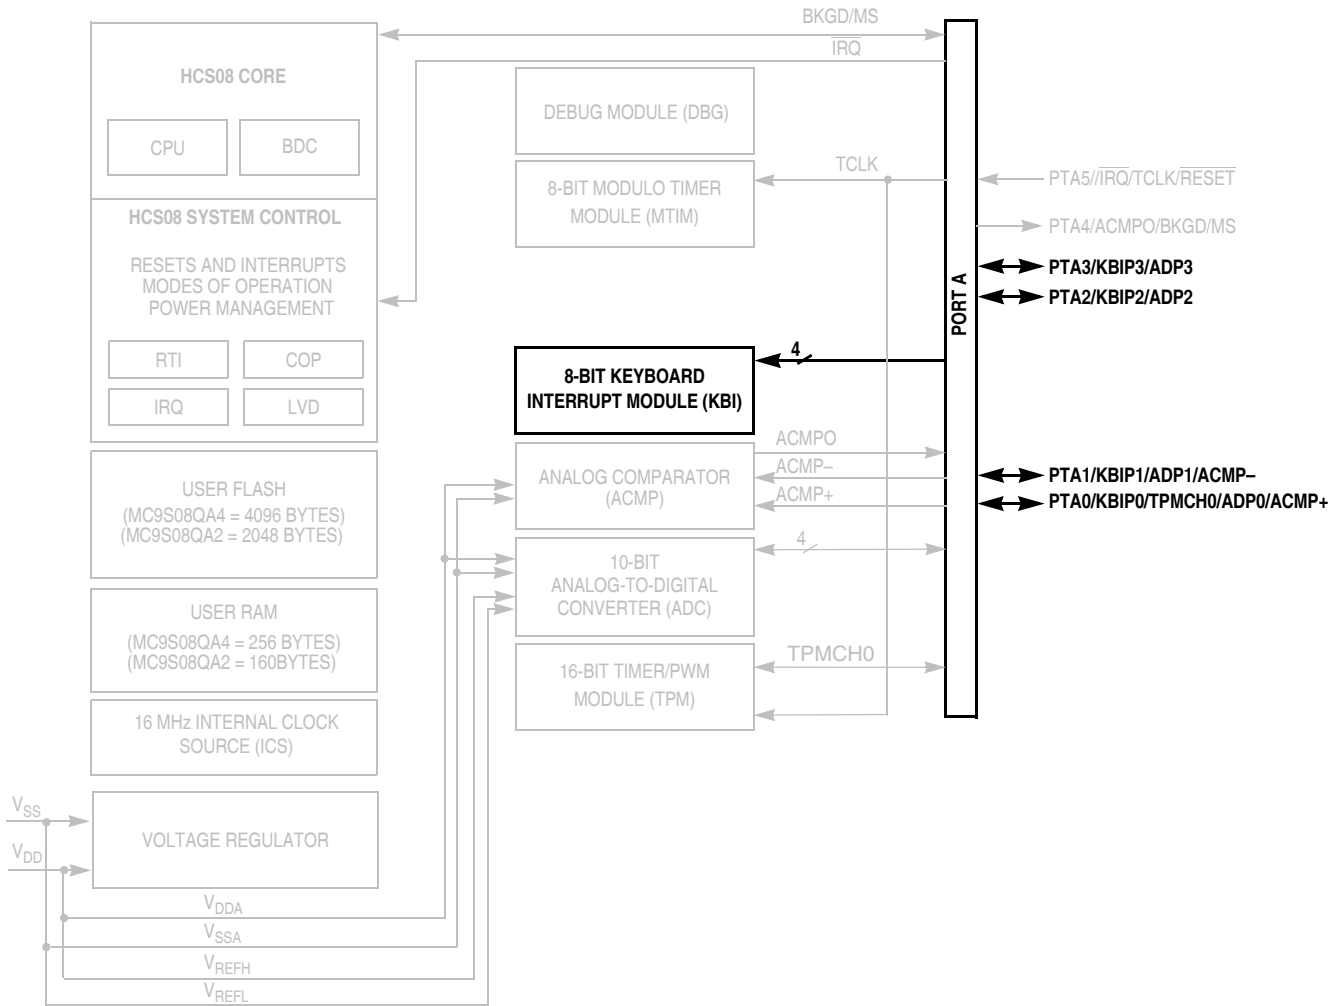 BKGD/MS
IRQ
HCS08 CORE
CPU
BDC
DEBUG MODULE (DBG)
TCLK
8-BIT MODULO TIMER
MODULE (MTIM)
PTA5//IRQ/TCLK/RESET
PTA4/ACMPO/BKGD/MS
PTA3/KBIP3/ADP3
PTA2/KBIP2/ADP2
PORT A
HCS08 SYSTEM CONTROL
RESETS AND INTERRUPTS
MODES OF OPERATION
POWER MANAGEMENT
RTI
COP
IRQ
LVD
4
8-BIT KEYBOARD
INTERRUPT MODULE (KBI)
ACMPO
ACMP–
ACMP+
ANALOG COMPARATOR
(ACMP)
PTA1/KBIP1/ADP1/ACMP–
PTA0/KBIP0/TPMCH0/ADP0/ACMP+
USER FLASH
(MC9S08QA4 = 4096 BYTES)
(MC9S08QA2 = 2048 BYTES)
4
10-BIT
ANALOG-TO-DIGITAL
CONVERTER (ADC)
USER RAM
(MC9S08QA4 = 256 BYTES)
(MC9S08QA2 = 160BYTES)
TPMCH0
16-BIT TIMER/PWM
MODULE (TPM)
16 MHz INTERNAL CLOCK
SOURCE (ICS)
VSS
VDD
VOLTAGE REGULATOR
VDDA
VSSA
VREFH
VREFL